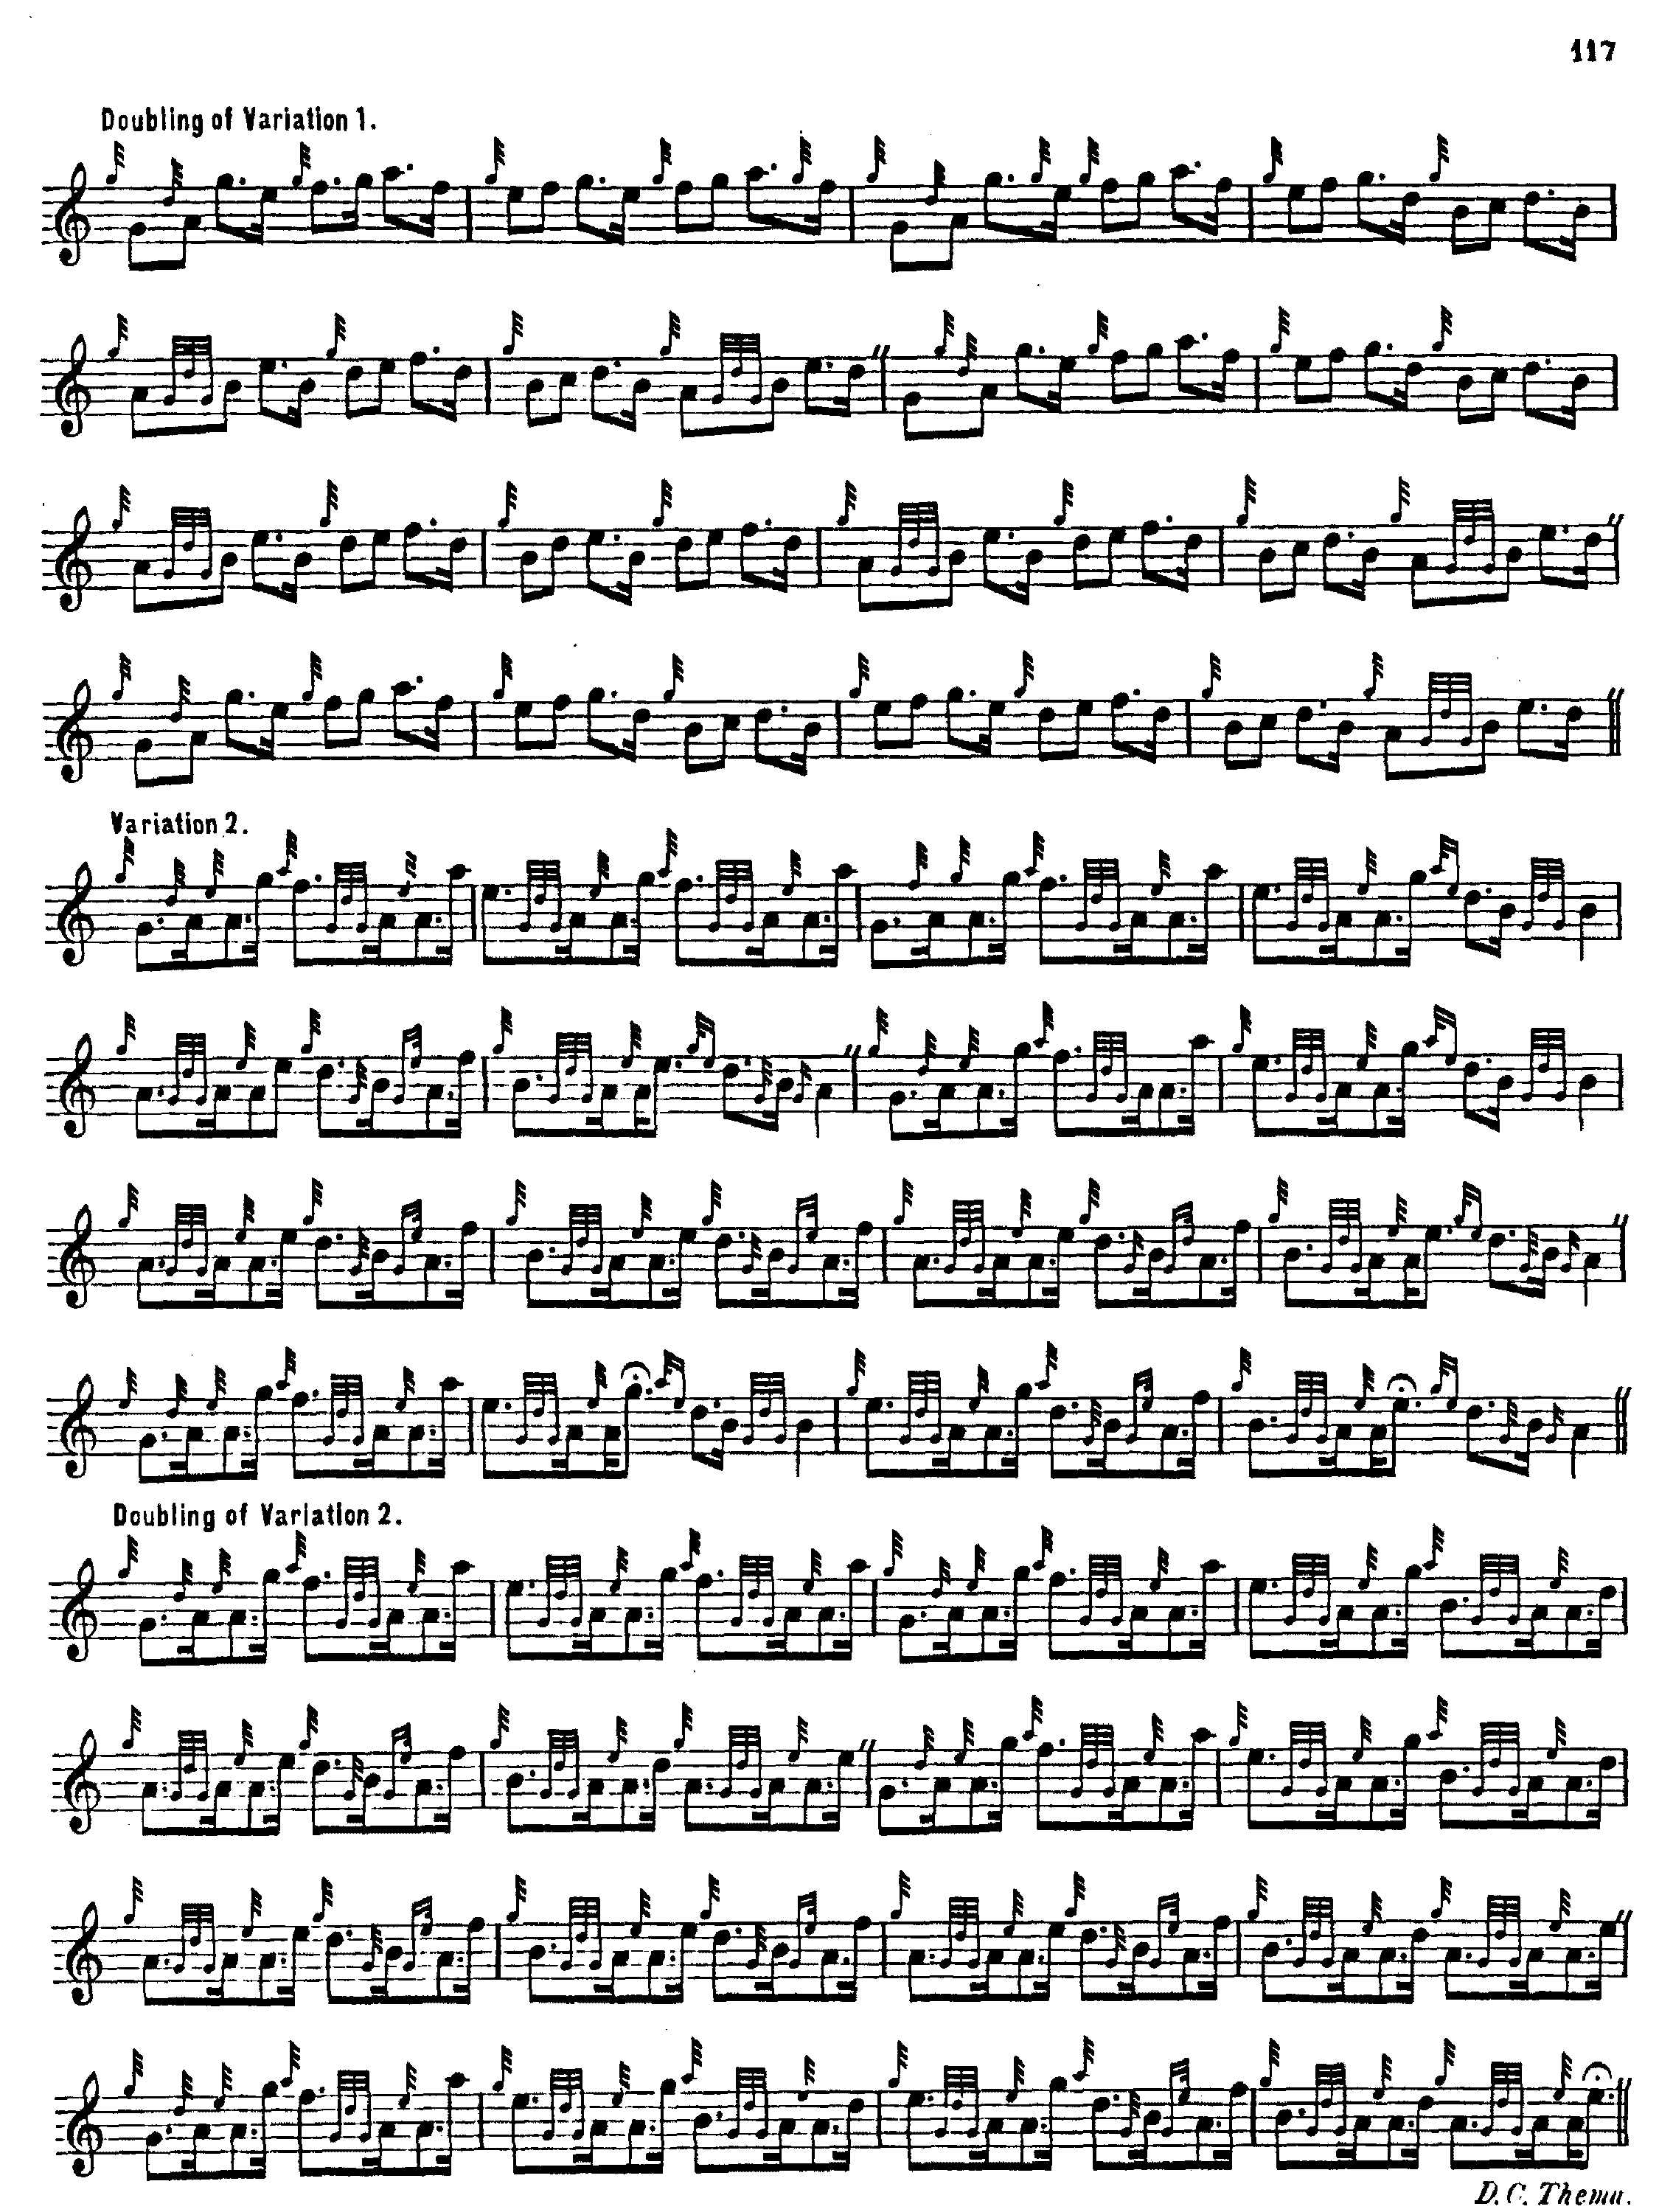 117
Doubling of Variation 1.
Variation 2.
Doubling of Variation 2.
D. C. Thema.